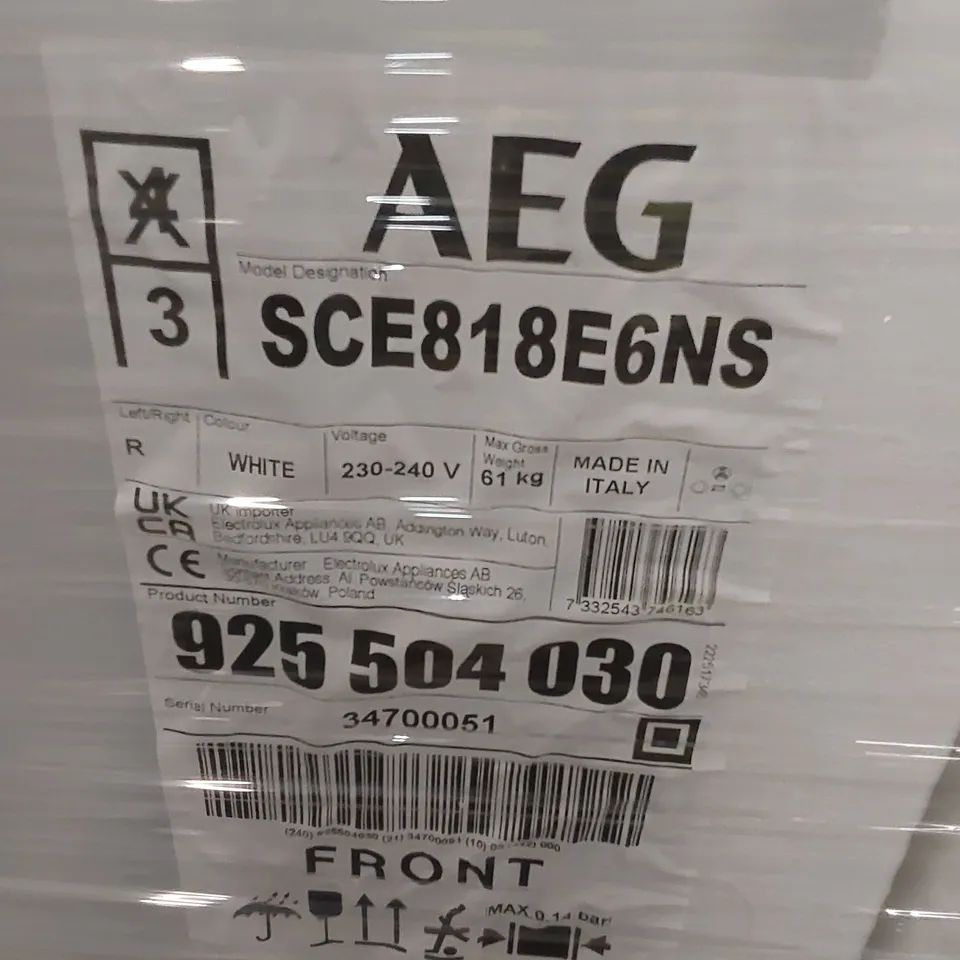 AEG
3
Model Designation
SCE818E6NS
Left/Right
R
Colour
WHITE
Voltage
230-240 V
Max Gross
Weight
61 kg
MADE IN
ITALY
UK
CA
UK Importer
Electrolux Appliances AB, Addington Way, Luton,
Bedfordshire, LU4 9QQ, UK
CE
Manufacturer Electrolux Appliances AB
Address Al. Powstańców Śląskich 26,
Poland
7 332543 746163
Product Number
925 504 030
Serial Number
34700051
FRONT
MAX 0.14 bar